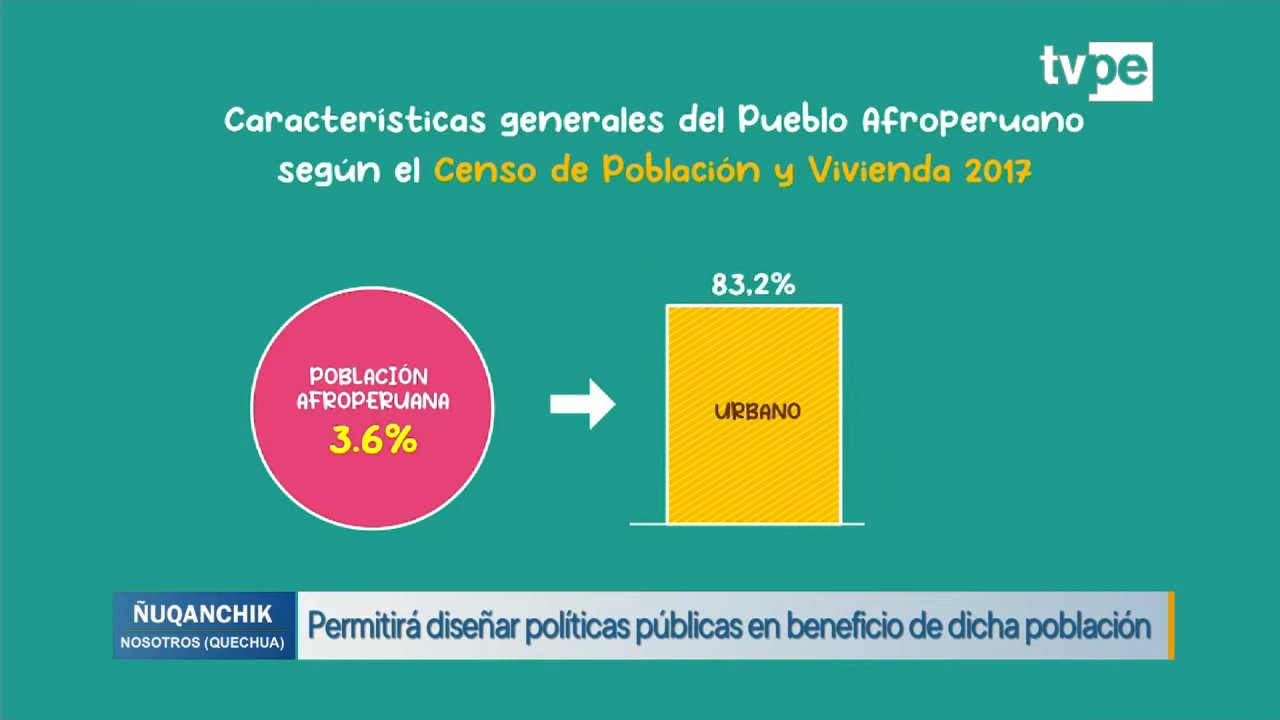 tvpe
Características generales del Pueblo Afroperuano
según el Censo de Población y Vivienda 2017
83,2%
POBLACIÓN
AFROPERUANA
3.6%
URBANO
ÑUQANCHIK
NOSOTROS (QUECHUA)
Permitirá diseñar políticas públicas en beneficio de dicha población